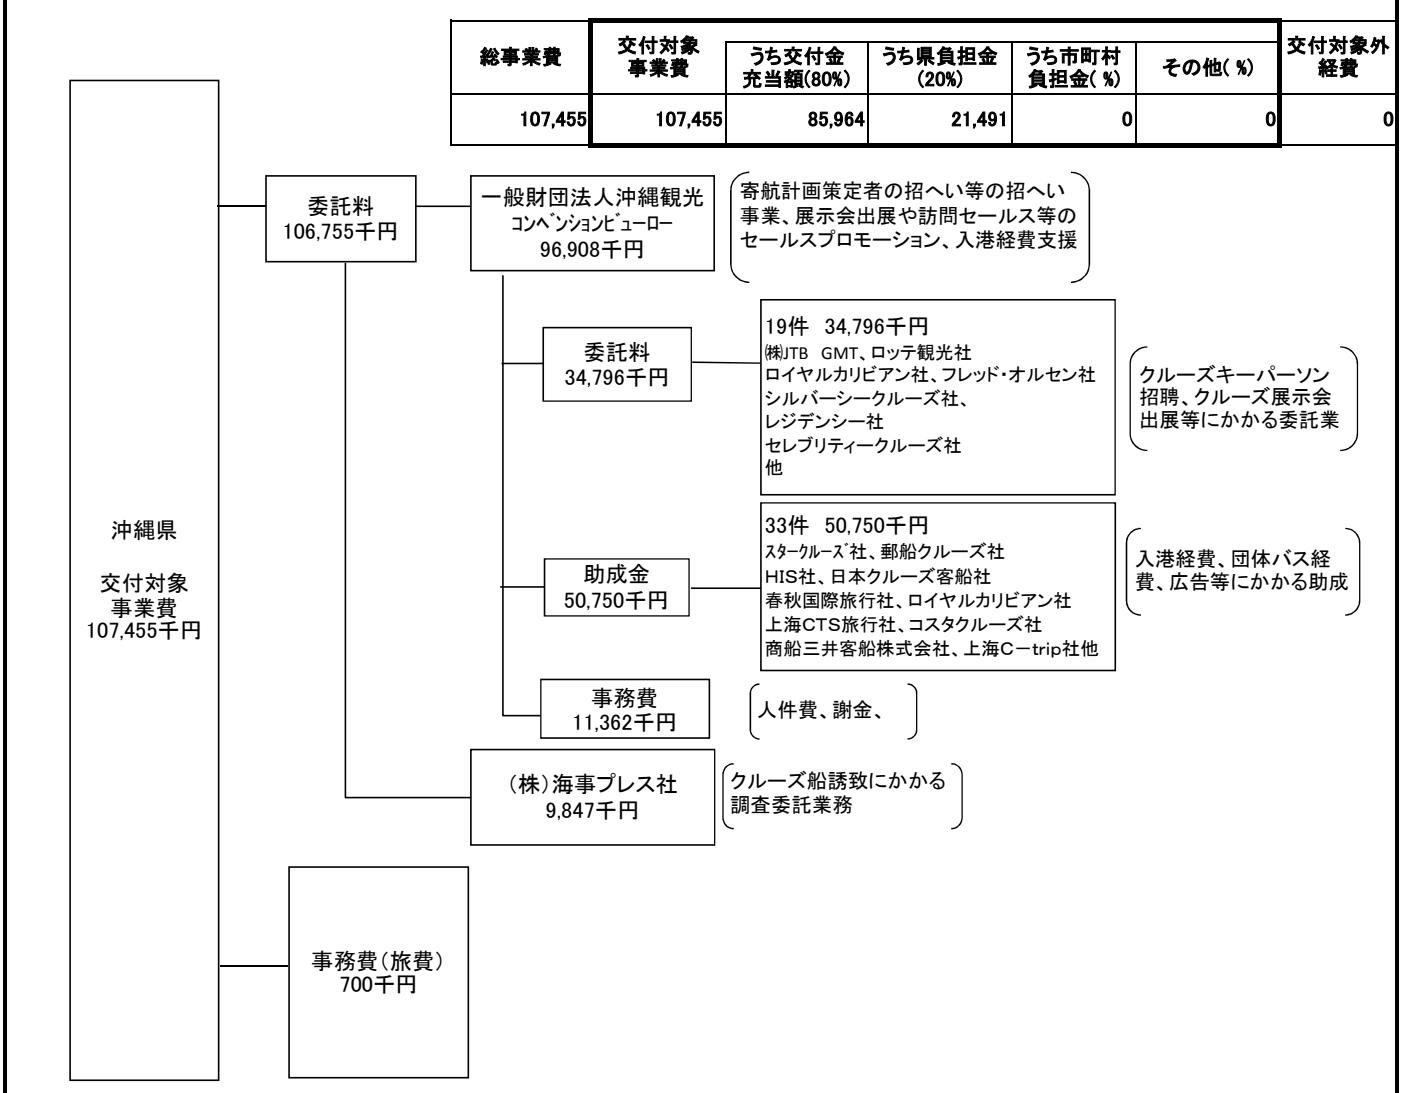 総事業費
交付対象
事業費
うち交付金
充当額(80%)
うち県負担金
(20%)
うち市町村
負担金( %)
その他( %)
交付対象外
経費
107,455
107,455
85,964
21,491
0
0
0
沖縄県
交付対象
事業費
107,455千円
委託料
106,755千円
一般財団法人沖縄観光
コンベンションビューロー
96,908千円
寄航計画策定者の招へい等の招へい
事業、展示会出展や訪問セールス等の
セールスプロモーション、入港経費支援
委託料
34,796千円
19件 34,796千円
㈱JTB GMT、ロッテ観光社
ロイヤルカリビアン社、フレッド・オルセン社
シルバーシークルーズ社、
レジデンシー社
セレブリティークルーズ社
他
クルーズキーパーソン
招聘、クルーズ展示会
出展等にかかる委託業
助成金
50,750千円
33件 50,750千円
スタークルーズ社、郵船クルーズ社
HIS社、日本クルーズ客船社
春秋国際旅行社、ロイヤルカリビアン社
上海CTS旅行社、コスタクルーズ社
商船三井客船株式会社、上海C－trip社他
入港経費、団体バス経
費、広告等にかかる助成
事務費
11,362千円
人件費、謝金、
（株）海事プレス社
9,847千円
クルーズ船誘致にかかる
調査委託業務
事務費（旅費）
700千円